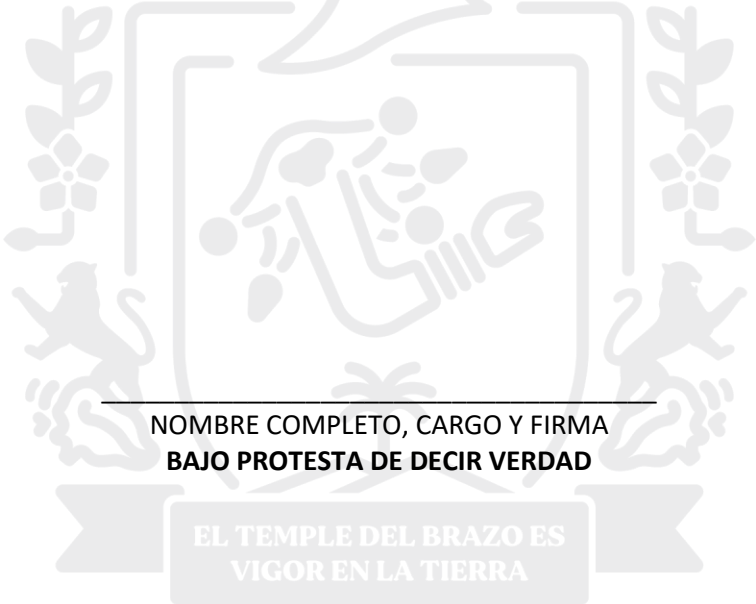 NOMBRE COMPLETO, CARGO Y FIRMA
BAJO PROTESTA DE DECIR VERDAD
EL TEMPLE DEL BRAZO ES
VIGOR EN LA TIERRA